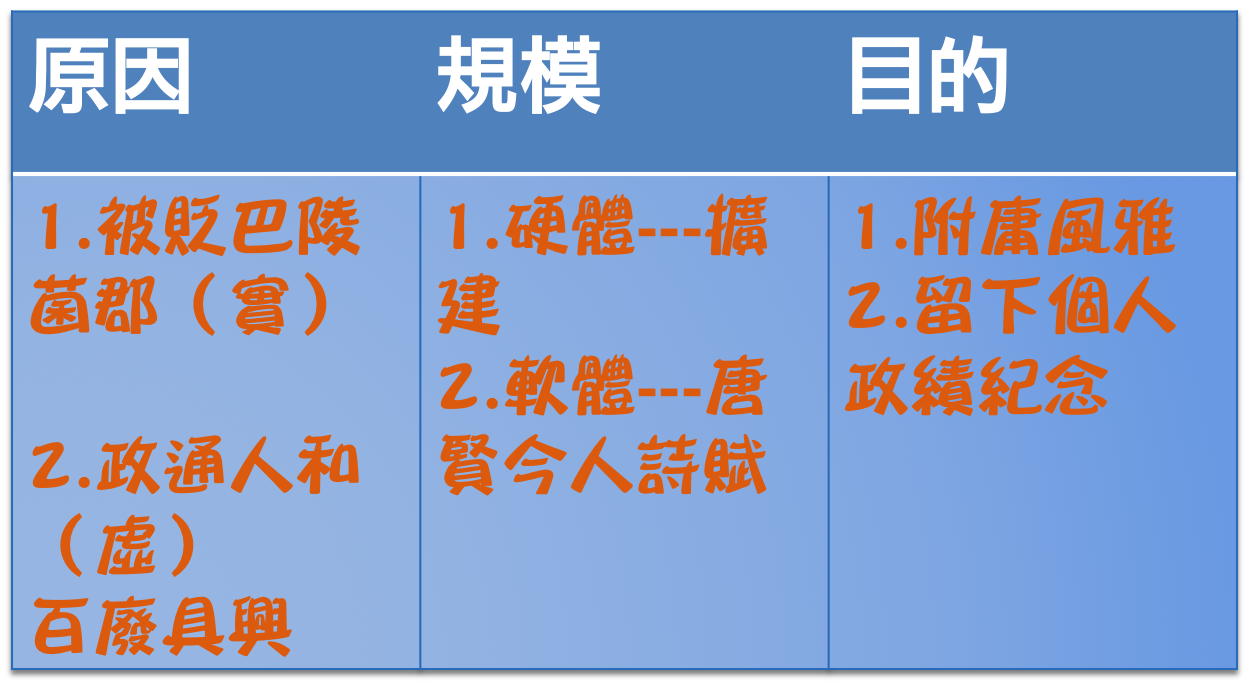 原因 規模 目的
1.被貶巴陵
菌郡（實）
2.政通人和
（虛）
百廢具興
1.硬體---擴
建
2.軟體---唐
賢今人詩賦
1.附庸風雅
2.留下個人
政績紀念